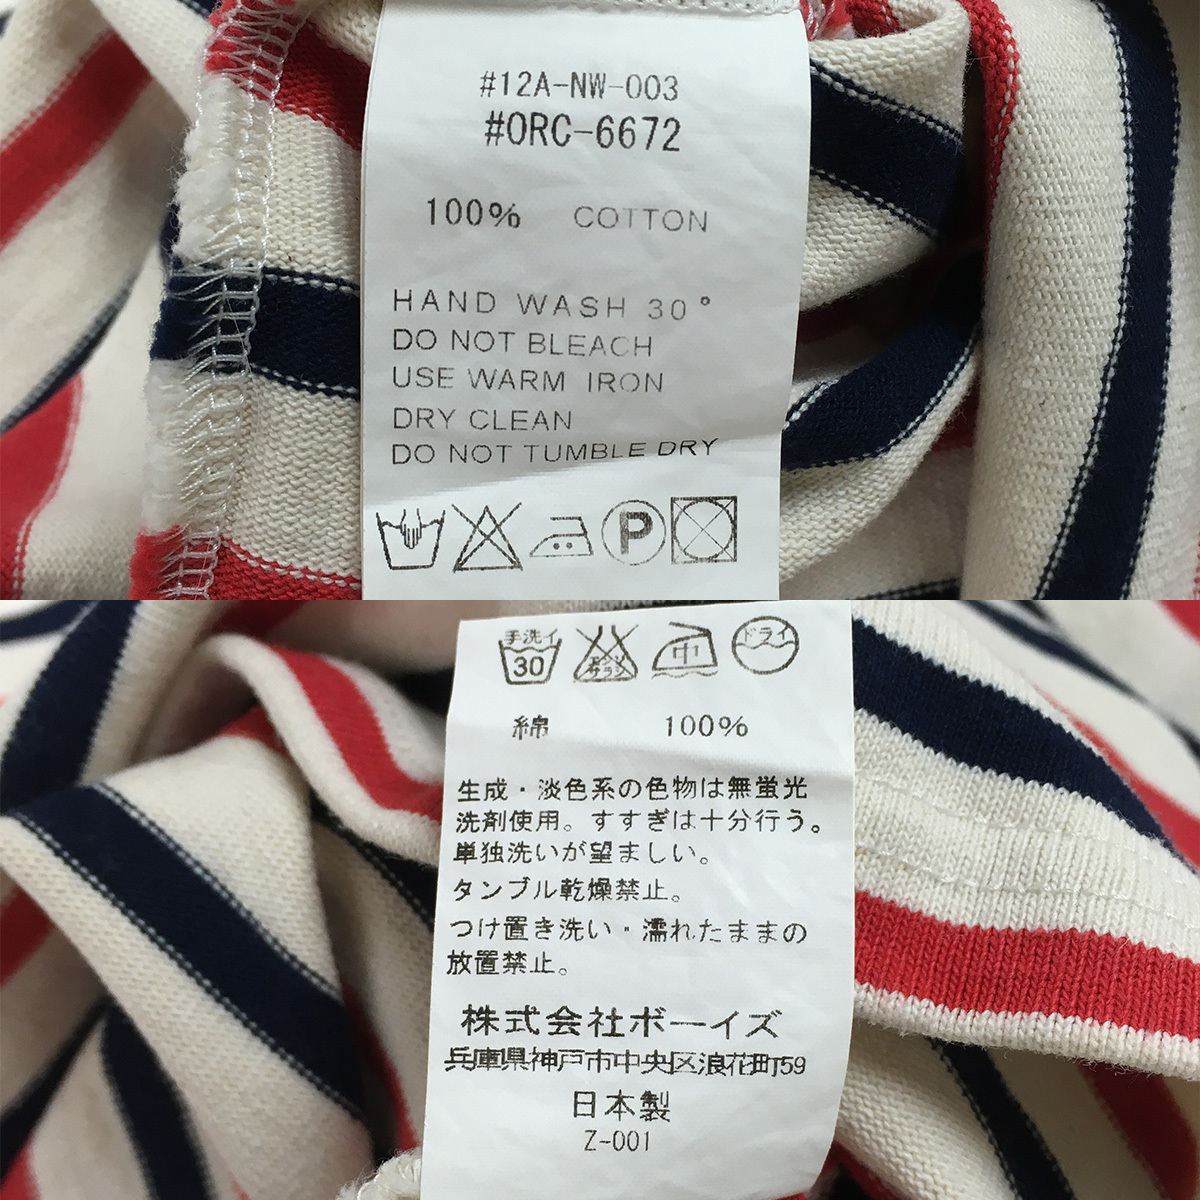 #12A-NW-003
#ORC-6672
100% COTTON
HAND WASH 30°
DO NOT BLEACH
USE WARM IRON
DRY CLEAN
DO NOT TUMBLE DRY
P
手洗イ 30 エンソサラシ 中 ドライ
綿 100%
生成・淡色系の色物は無蛍光
洗剤使用。すすぎは十分行う。
単独洗いが望ましい。
タンブル乾燥禁止。
つけ置き洗い・濡れたままの
放置禁止。
株式会社ボーイズ
兵庫県神戸市中央区浪花町59
日本製
Z-001